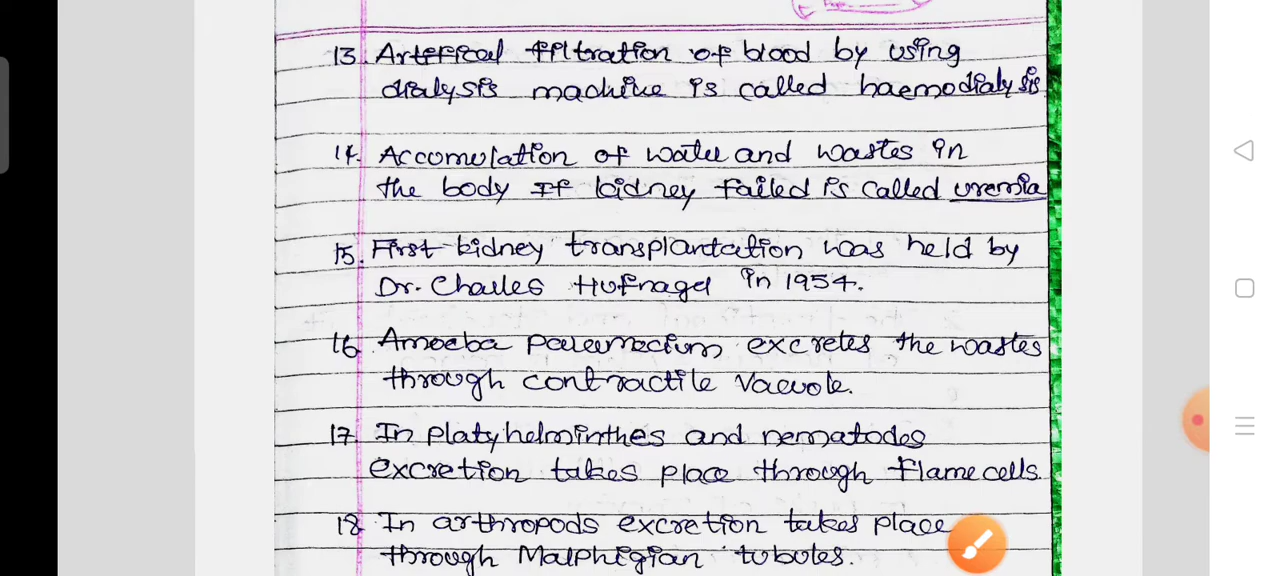 13. Arterical filtration of blood by using
dialysis machine is called haemodialysis
14. Accomulation of water and wastes in
the body If kidney failed is called uremia
15. First kidney transplantation was held by
Dr. Charles Hufnagel in 1954.
16. Amoeba paramecium excretes the wastes
through contractile vacuole.
17. In platyhelminthes and nematodes
excretion takes place through flame cells.
18. In arthropods excretion takes place
through Malphigian tubules.